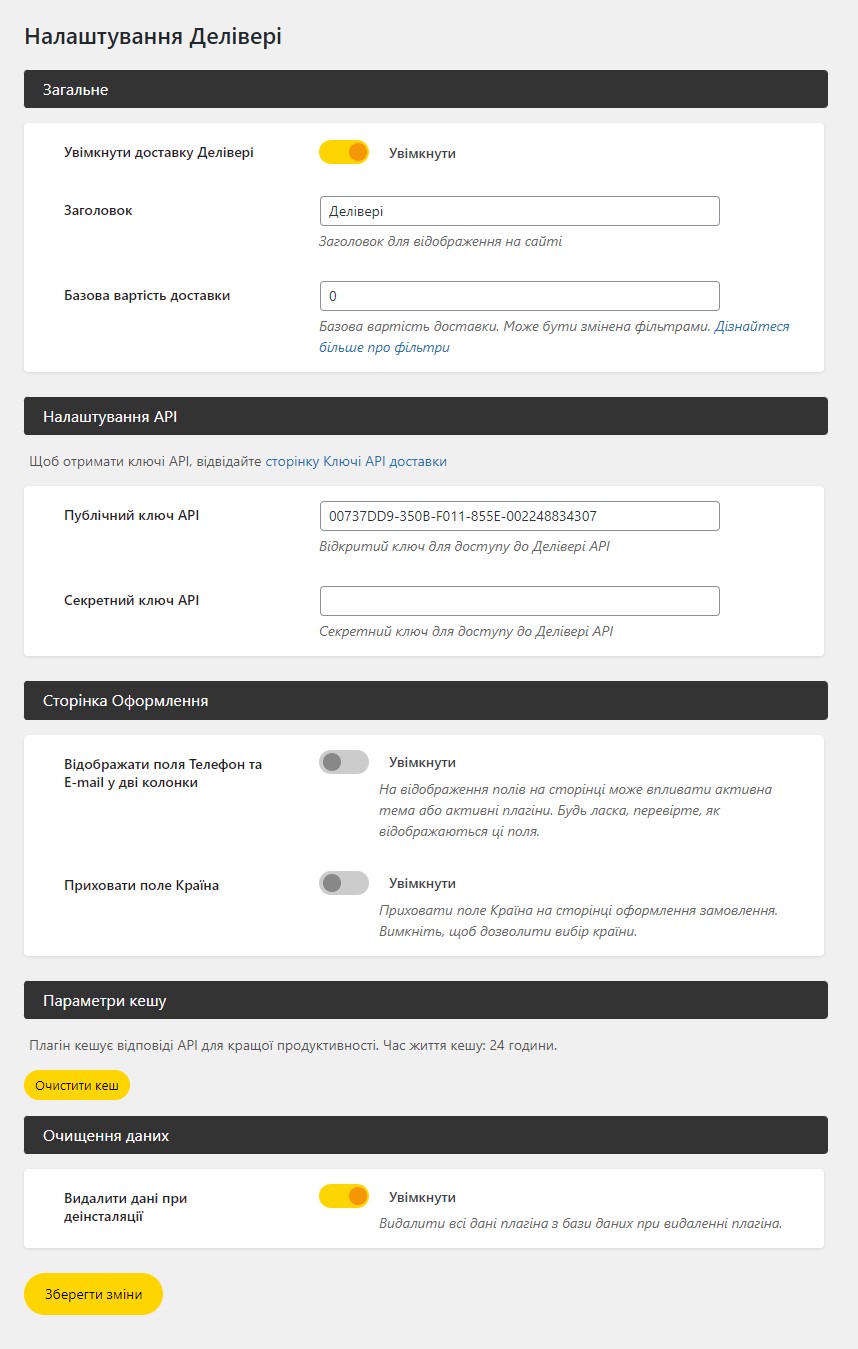 Налаштування Делівері
Загальне
Увімкнути доставку Делівері
Увімкнути
Заголовок
Делівері
Заголовок для відображення на сайті
Базова вартість доставки
0
Базова вартість доставки. Може бути змінена фільтрами. Дізнайтеся
більше про фільтри
Налаштування API
Щоб отримати ключі API, відвідайте сторінку Ключі API доставки
Публічний ключ API
00737DD9-350B-F011-855E-002248834307
Відкритий ключ для доступу до Делівері API
Секретний ключ API
Секретний ключ для доступу до Делівері API
Сторінка Оформлення
Відображати поля Телефон та
E-mail у дві колонки
Увімкнути
На відображення полів на сторінці може впливати активна
тема або активні плагіни. Будь ласка, перевірте, як
відображаються ці поля.
Приховати поле Країна
Увімкнути
Приховати поле Країна на сторінці оформлення замовлення.
Вимкніть, щоб дозволити вибір країни.
Параметри кешу
Плагін кешує відповіді API для кращої продуктивності. Час життя кешу: 24 години.
Очистити кеш
Очищення даних
Видалити дані при
деінсталяції
Увімкнути
Видалити всі дані плагіна з бази даних при видаленні плагіна.
Зберегти зміни